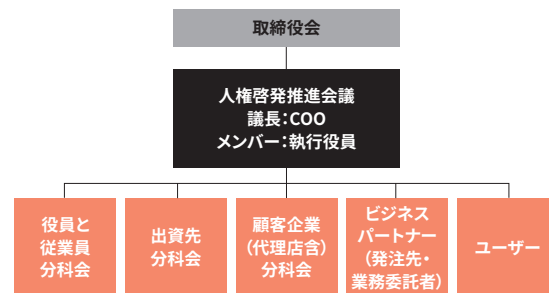 取締役会
人権啓発推進会議
議長：COO
メンバー：執行役員
役員と
従業員
分科会
出資先
分科会
顧客企業
（代理店含）
分科会
ビジネス
パートナー
（発注先・
業務委託者）
ユーザー